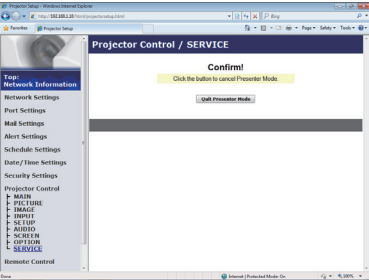 Projector Setup - Windows Internet Explorer
http://192.168.1.10/html/projectorsetup.html
Bing
Favorites
Projector Setup
Page
Safety
Tools
Projector Control / SERVICE
Confirm!
Click the button to cancel Presenter Mode.
Quit Presenter Mode
Top:
Network Information
Network Settings
Port Settings
Mail Settings
Alert Settings
Schedule Settings
Date/Time Settings
Security Settings
Projector Control
MAIN
PICTURE
IMAGE
INPUT
SETUP
AUDIO
SCREEN
OPTION
SERVICE
Remote Control
Done
Internet | Protected Mode: On
100%